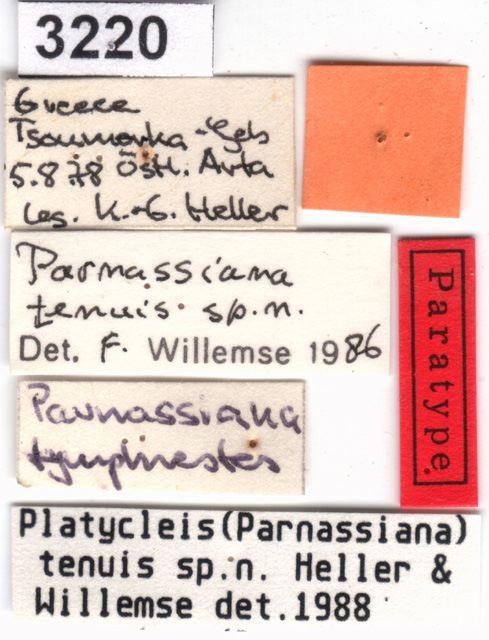 3220
Greece
Tsoumerka-Geb
5.8.78 Östl. Arta
leg. K.-G. Heller
Parnassiana
tenuis sp.n.
Det. F. Willemse 1986
Paratype
Parnassiana
tymphrestos
Platycleis(Parnassiana)
tenuis sp.n. Heller &
Willemse det.1988